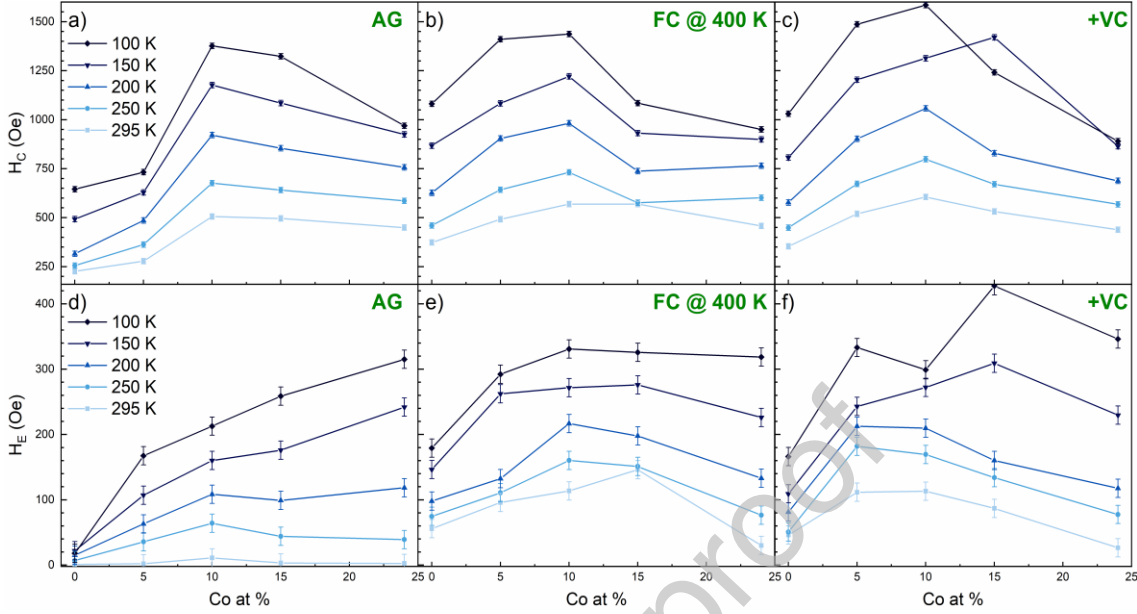 a) AG
100 K
150 K
200 K
250 K
295 K
b) FC @ 400 K
c) +VC
1500
1250
1000
750
500
250
H_C (Oe)
d) AG
100 K
150 K
200 K
250 K
295 K
e) FC @ 400 K
f) +VC
400
300
200
100
0
H_E (Oe)
0 5 10 15 20 25
0 5 10 15 20 25
0 5 10 15 20 25
Co at %
Co at %
Co at %
proof